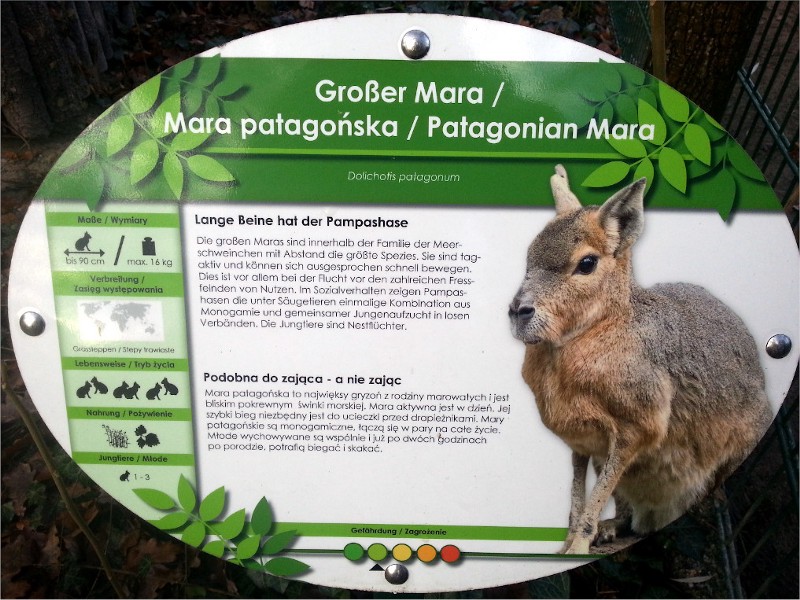 Großer Mara /
Mara patagońska / Patagonian Mara
Dolichotis patagonum
Maße / Wymiary
bis 90 cm / max. 16 kg
Verbreitung /
Zasięg występowania
Grassteppen / Stepy trawiaste
Lebensweise / Tryb życia
Nahrung / Pożywienie
Jungtiere / Młode
1 - 3
Lange Beine hat der Pampashase
Die großen Maras sind innerhalb der Familie der Meer-
schweinchen mit Abstand die größte Spezies. Sie sind tag-
aktiv und können sich ausgesprochen schnell bewegen.
Dies ist vor allem bei der Flucht vor den zahlreichen Fress-
feinden von Nutzen. Im Sozialverhalten zeigen Pampas-
hasen die unter Säugetieren einmalige Kombination aus
Monogamie und gemeinsamer Jungenaufzucht in losen
Verbänden. Die Jungtiere sind Nestflüchter.
Podobna do zająca - a nie zając
Mara patagońska to największy gryzoń z rodziny marowatych i jest
bliskim pokrewnym świnki morskiej. Mara aktywna jest w dzień. Jej
szybki bieg niezbędny jest do ucieczki przed drapieżnikami. Mary
patagońskie są monogamiczne, łączą się w pary na całe życie.
Młode wychowywane są wspólnie i już po dwóch godzinach
po porodzie, potrafią biegać i skakać.
Gefährdung / Zagrożenie